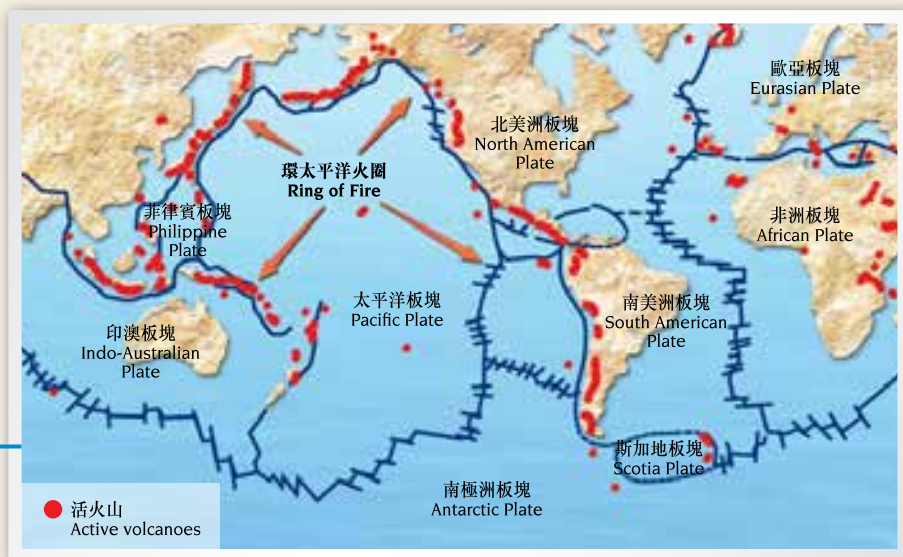 歐亞板塊
Eurasian Plate
北美洲板塊
North American
Plate
環太平洋火圈
Ring of Fire
菲律賓板塊
Philippine
Plate
非洲板塊
African Plate
太平洋板塊
Pacific Plate
南美洲板塊
South American
Plate
印澳板塊
Indo-Australian
Plate
斯加地板塊
Scotia Plate
南極洲板塊
Antarctic Plate
活火山
Active volcanoes